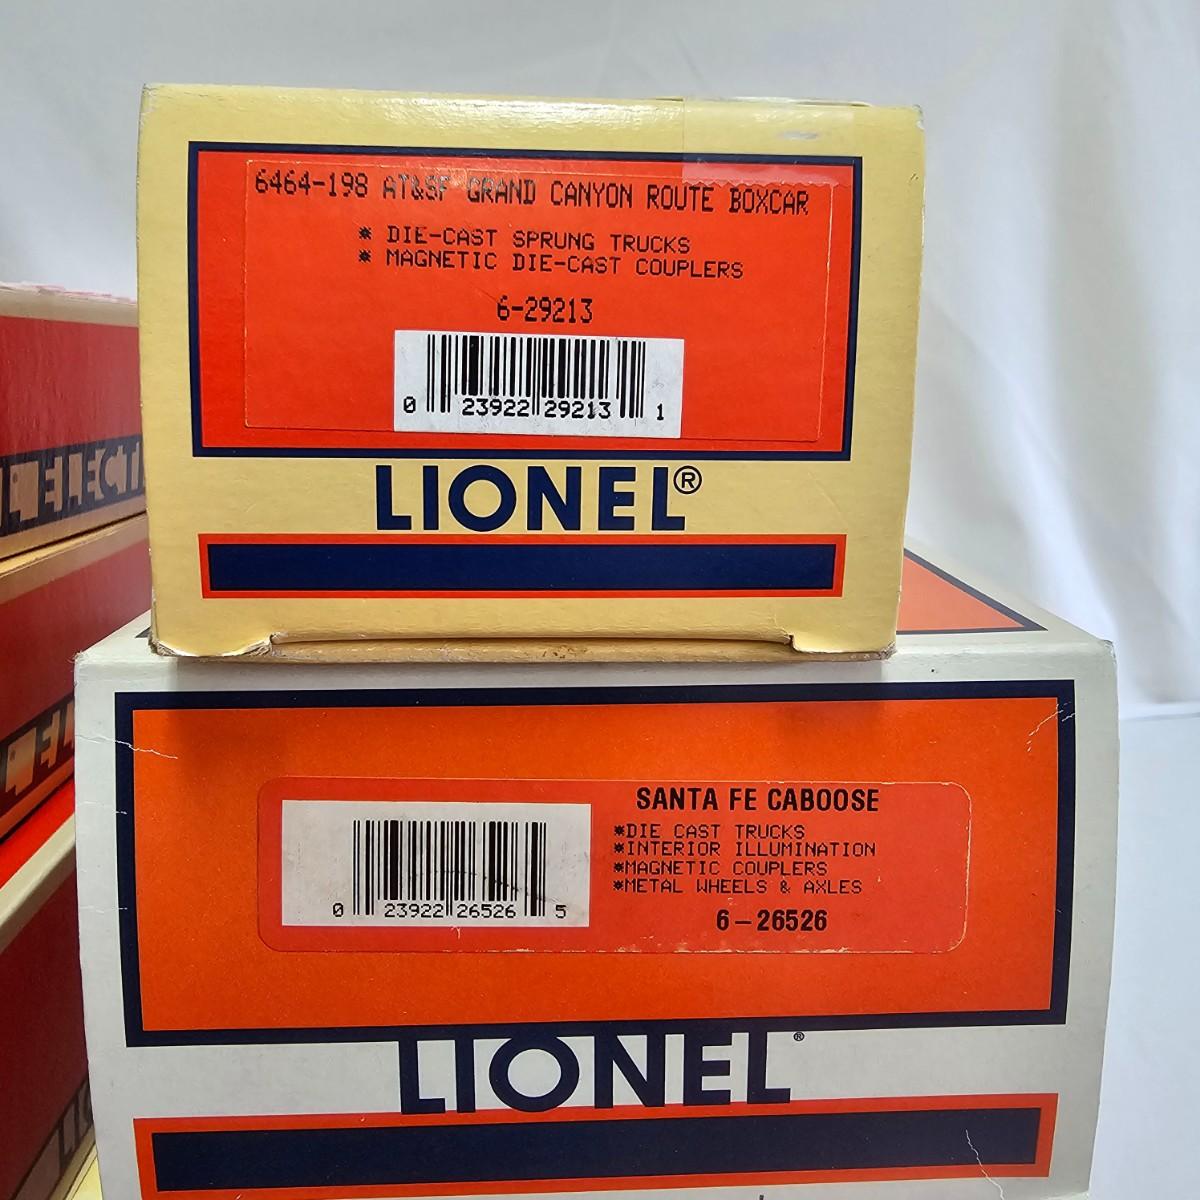 6464-198 AT&SF GRAND CANYON ROUTE BOXCAR
* DIE-CAST SPRUNG TRUCKS
* MAGNETIC DIE-CAST COUPLERS
6-29213
0 23922 29213 1
LIONEL®
SANTA FE CABOOSE
*DIE CAST TRUCKS
*INTERIOR ILLUMINATION
*MAGNETIC COUPLERS
*METAL WHEELS & AXLES
6-26526
0 23922 26526 5
LIONEL®